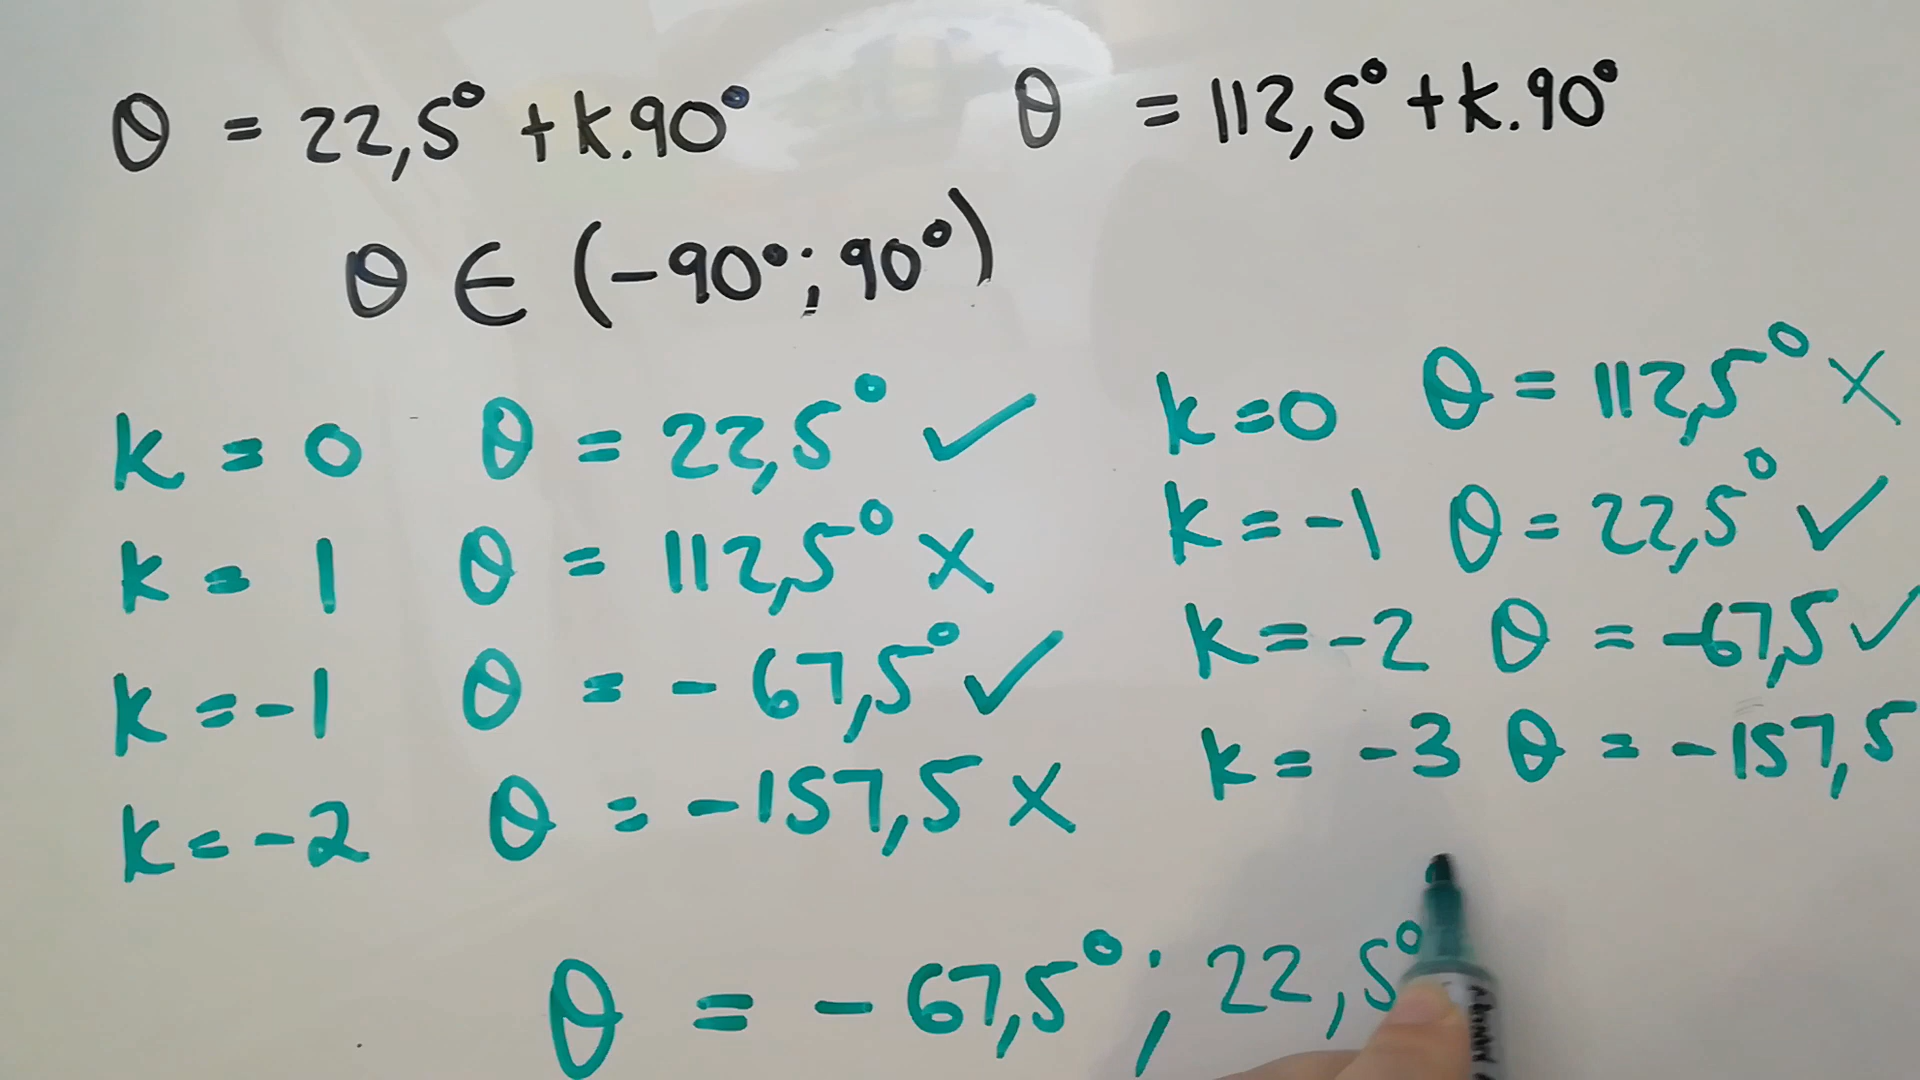 θ = 22,5° + k.90°
θ = 112,5° + k.90°
θ ∈ (-90°; 90°)
k = 0 θ = 22,5° ✓
k = 1 θ = 112,5° ×
k = -1 θ = -67,5° ✓
k = -2 θ = -157,5 ×
k = 0 θ = 112,5° ×
k = -1 θ = 22,5° ✓
k = -2 θ = -67,5 ✓
k = -3 θ = -157,5
θ = -67,5° ; 22,5°